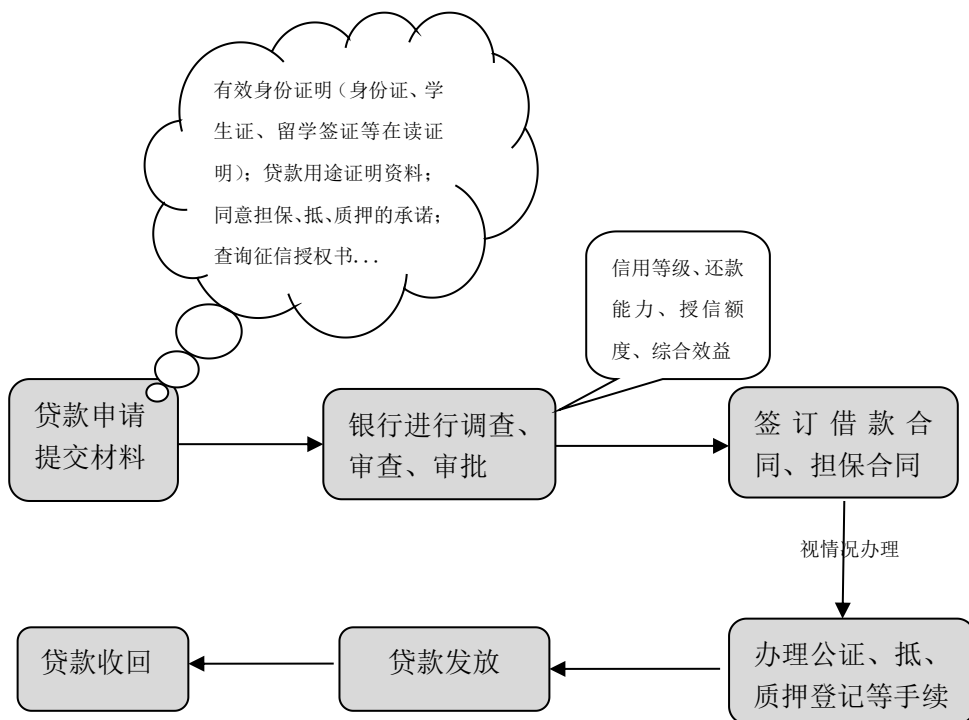 有效身份证明（身份证、学
生证、留学签证等在读证
明）；贷款用途证明资料；
同意担保、抵、质押的承诺；
查询征信授权书...
信用等级、还款
能力、授信额
度、综合效益
贷款申请
提交材料
银行进行调查、
审查、审批
签订借款合
同、担保合同
视情况办理
办理公证、抵、
质押登记等手续
贷款发放
贷款收回